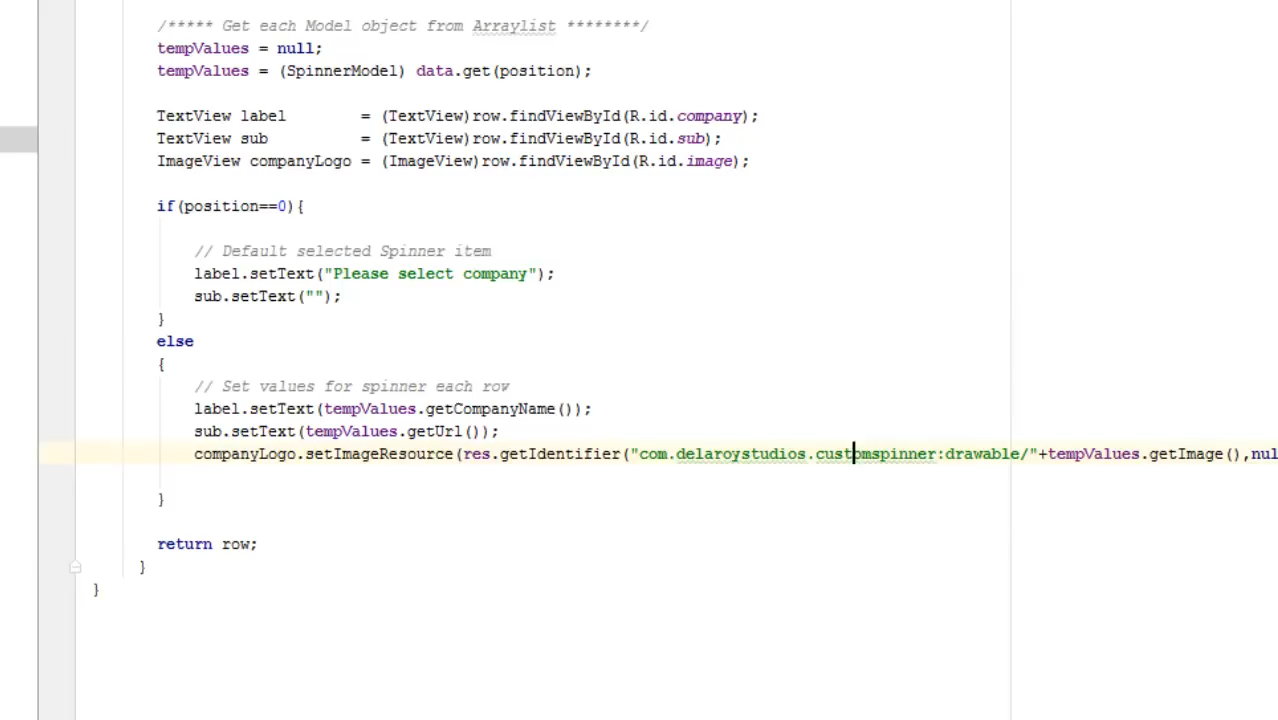 /***** Get each Model object from Arraylist ********/
tempValues = null;
tempValues = (SpinnerModel) data.get(position);
TextView label = (TextView)row.findViewById(R.id.company);
TextView sub = (TextView)row.findViewById(R.id.sub);
ImageView companyLogo = (ImageView)row.findViewById(R.id.image);
if(position==0){
// Default selected Spinner item
label.setText("Please select company");
sub.setText("");
}
else
{
// Set values for spinner each row
label.setText(tempValues.getCompanyName());
sub.setText(tempValues.getUrl());
companyLogo.setImageResource(res.getIdentifier("com.delaroystudios.customspinner:drawable/"+tempValues.getImage(),nul
}
return row;
}
}